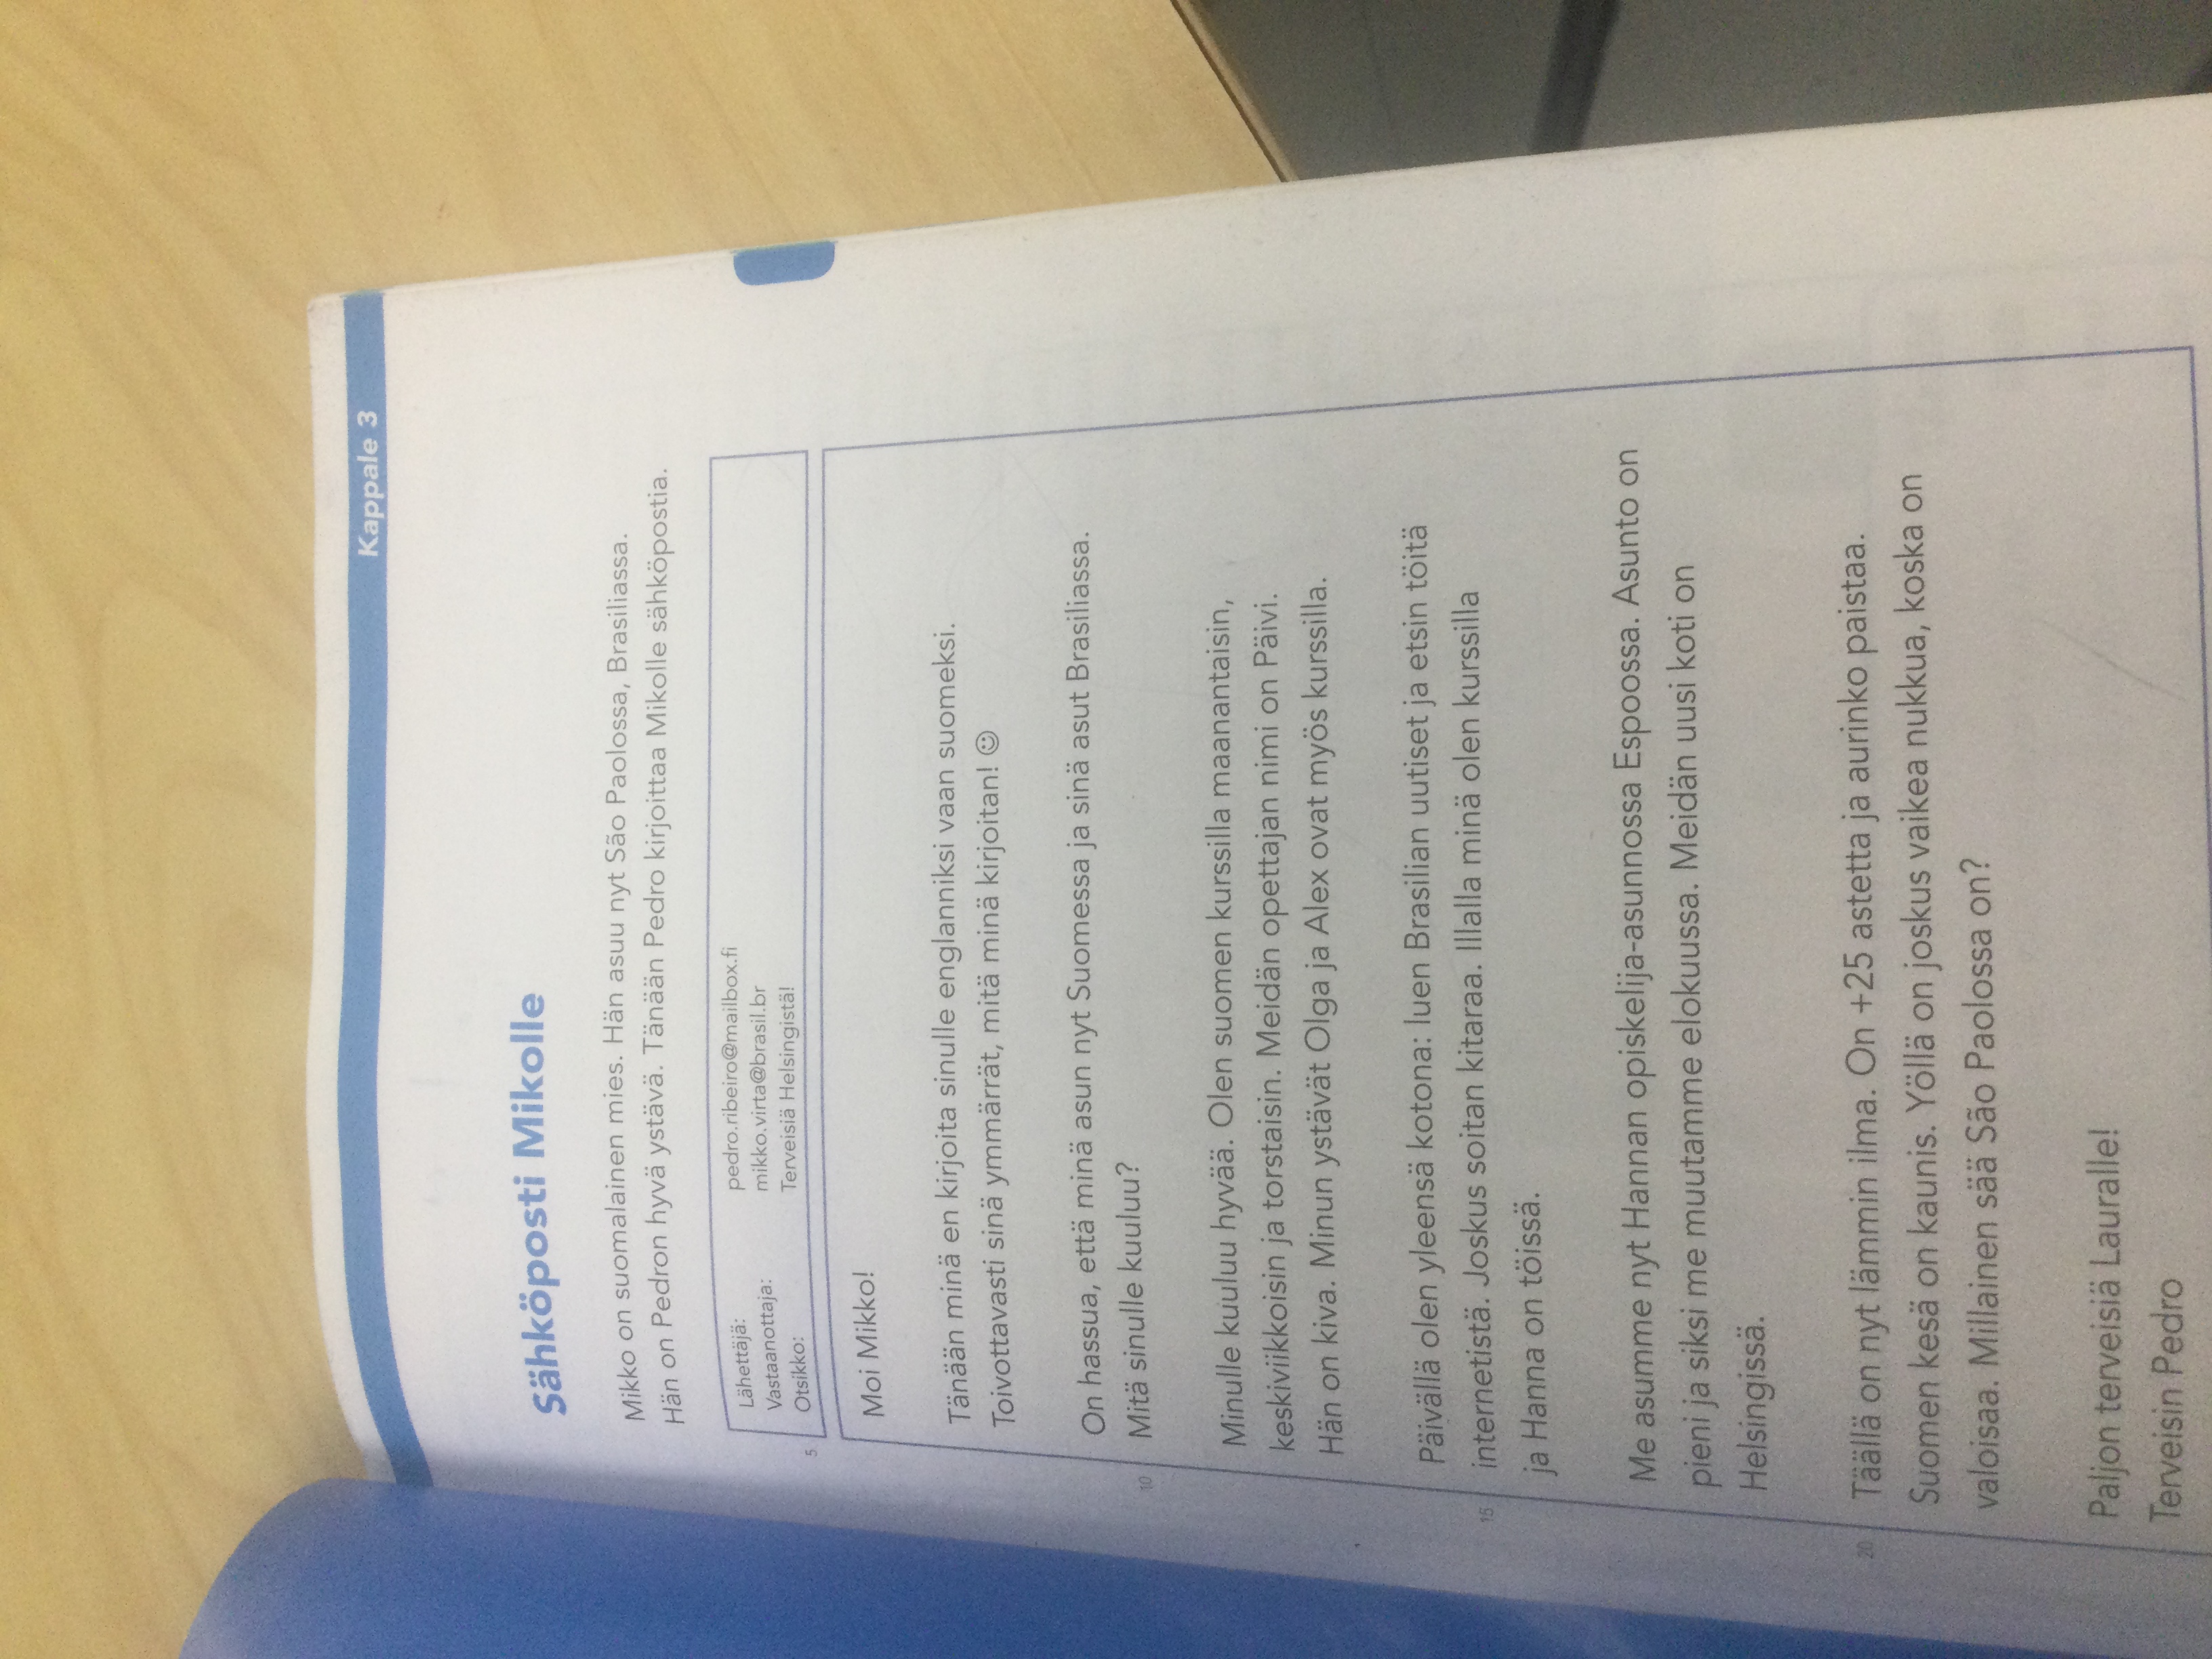 Kappale 3
Sähköposti Mikolle
Mikko on suomalainen mies. Hän asuu nyt São Paolossa, Brasiliassa.
Hän on Pedron hyvä ystävä. Tänään Pedro kirjoittaa Mikolle sähköpostia.
Lähettäjä: pedro.ribeiro@mailbox.fi
Vastaanottaja: mikko.virta@brasil.br
5 Otsikko: Terveisiä Helsingistä!
Moi Mikko!
Tänään minä en kirjoita sinulle englanniksi vaan suomeksi.
Toivottavasti sinä ymmärrät, mitä minä kirjoitan! ☺
On hassua, että minä asun nyt Suomessa ja sinä asut Brasiliassa.
10 Mitä sinulle kuuluu?
Minulle kuuluu hyvää. Olen suomen kurssilla maanantaisin,
keskiviikkoisin ja torstaisin. Meidän opettajan nimi on Päivi.
Hän on kiva. Minun ystävät Olga ja Alex ovat myös kurssilla.
Päivällä olen yleensä kotona: luen Brasilian uutiset ja etsin töitä
15 internetistä. Joskus soitan kitaraa. Illalla minä olen kurssilla
ja Hanna on töissä.
Me asumme nyt Hannan opiskelija-asunnossa Espoossa. Asunto on
pieni ja siksi me muutamme elokuussa. Meidän uusi koti on
Helsingissä.
20 Täällä on nyt lämmin ilma. On +25 astetta ja aurinko paistaa.
Suomen kesä on kaunis. Yöllä on joskus vaikea nukkua, koska on
valoisaa. Millainen sää São Paolossa on?
Paljon terveisiä Lauralle!
Terveisin Pedro